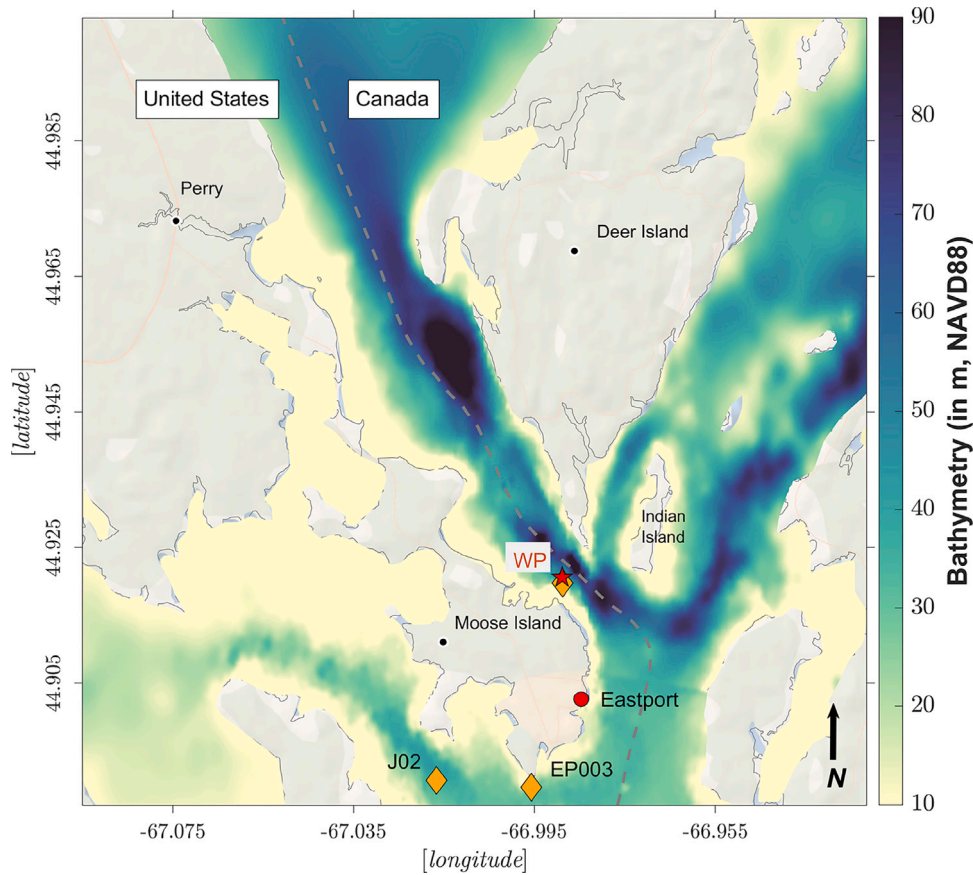 United States
Canada
Perry
Deer Island
Indian
Island
WP
Moose Island
Eastport
J02
EP003
N
44.985
44.965
44.945
44.925
44.905
[latitude]
-67.075
-67.035
-66.995
-66.955
[longitude]
90
80
70
60
50
40
30
20
10
Bathymetry (in m, NAVD88)